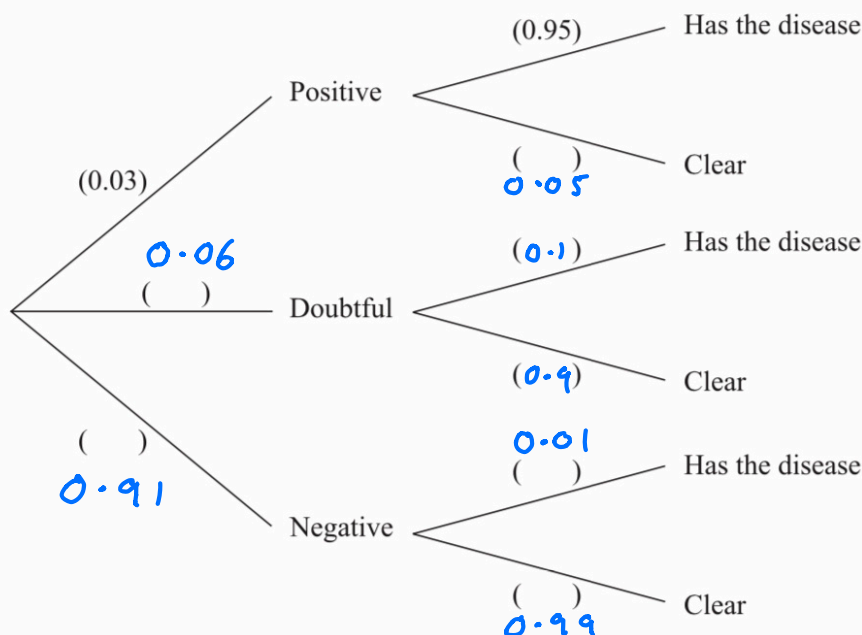 (0.95) Has the disease
Positive
(0.03)
( ) Clear
0.05
0.06
(0.1) Has the disease
( )
Doubtful
(0.9) Clear
( )
0.91
0.01
( ) Has the disease
Negative
( ) Clear
0.99